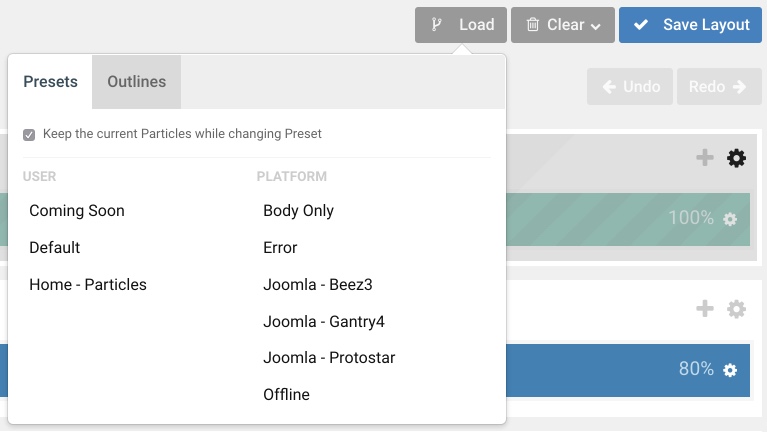 Load Clear Save Layout
Presets Outlines
Undo Redo
Keep the current Particles while changing Preset
USER PLATFORM
Coming Soon Body Only
100%
Default Error
Home - Particles Joomla - Beez3
Joomla - Gantry4
Joomla - Protostar
80%
Offline